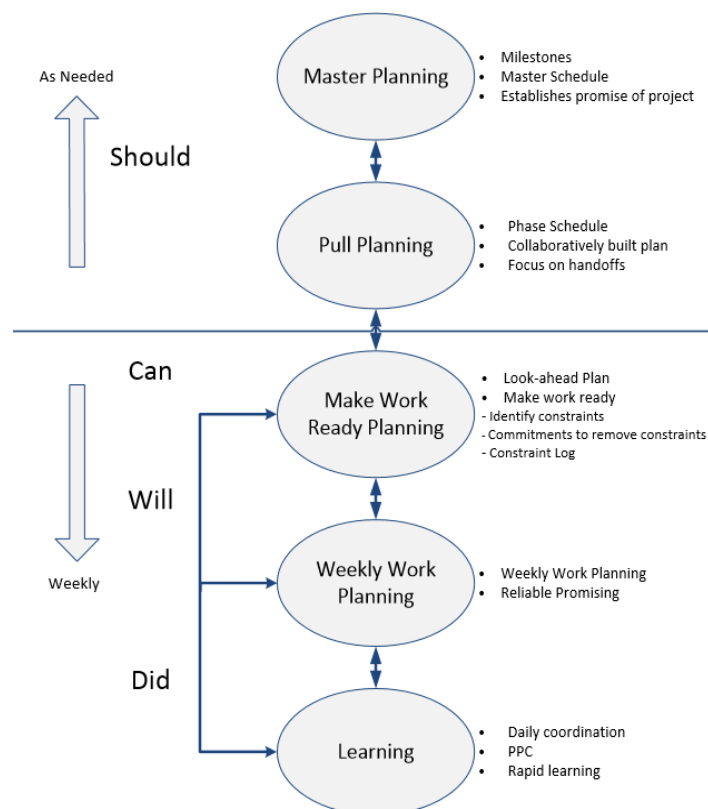 As Needed
Should
Master Planning
• Milestones
• Master Schedule
• Establishes promise of project
Pull Planning
• Phase Schedule
• Collaboratively built plan
• Focus on handoffs
Can
Make Work
Ready Planning
• Look-ahead Plan
• Make work ready
- Identify constraints
- Commitments to remove constraints
- Constraint Log
Will
Weekly
Weekly Work
Planning
• Weekly Work Planning
• Reliable Promising
Did
Learning
• Daily coordination
• PPC
• Rapid learning